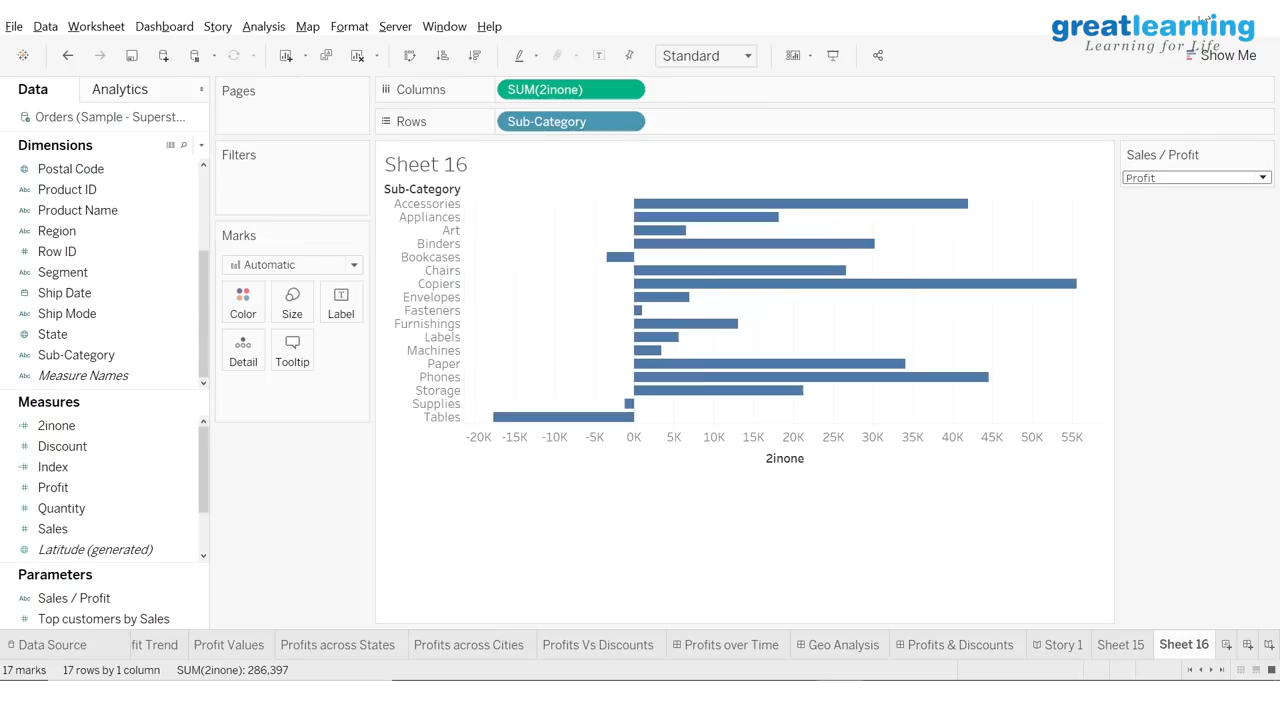 File Data Worksheet Dashboard Story Analysis Map Format Server Window Help
greatlearning
Learning for Life
Standard
Show Me
Data Analytics
Pages
Columns SUM(2inone)
Orders (Sample - Superst...
Rows Sub-Category
Dimensions
Postal Code
Abc Product ID
Abc Product Name
Abc Region
# Row ID
Abc Segment
Ship Date
Abc Ship Mode
State
Abc Sub-Category
Abc Measure Names
Measures
2inone
# Discount
Index
# Profit
# Quantity
# Sales
Latitude (generated)
Parameters
Abc Sales / Profit
# Top customers by Sales
Filters
Marks
Automatic
Color Size Label
Detail Tooltip
Sheet 16
Sub-Category
Accessories
Appliances
Art
Binders
Bookcases
Chairs
Copiers
Envelopes
Fasteners
Furnishings
Labels
Machines
Paper
Phones
Storage
Supplies
Tables
-20K -15K -10K -5K 0K 5K 10K 15K 20K 25K 30K 35K 40K 45K 50K 55K
2inone
Sales / Profit
Profit
Data Source fit Trend Profit Values Profits across States Profits across Cities Profits Vs Discounts Profits over Time Geo Analysis Profits & Discounts Story 1 Sheet 15 Sheet 16
17 marks 17 rows by 1 column SUM(2inone): 286,397